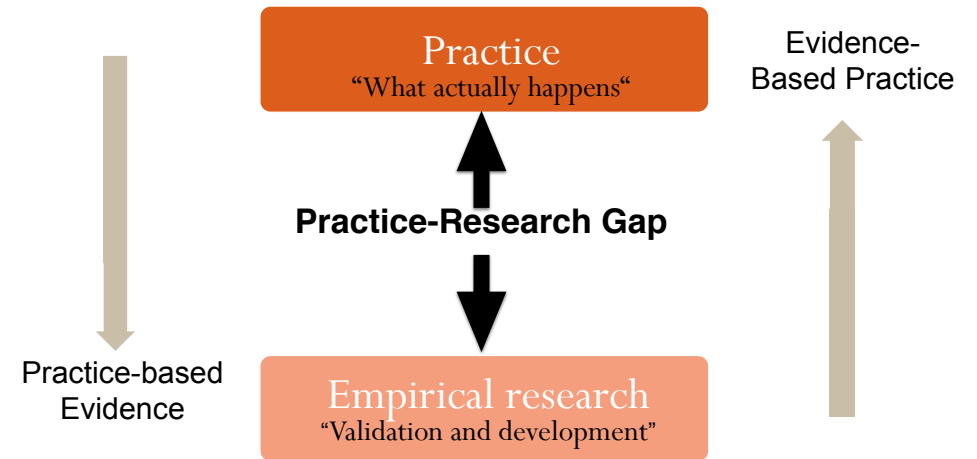 Practice
“What actually happens“
Evidence-
Based Practice
Practice-Research Gap
Practice-based
Evidence
Empirical research
“Validation and development”